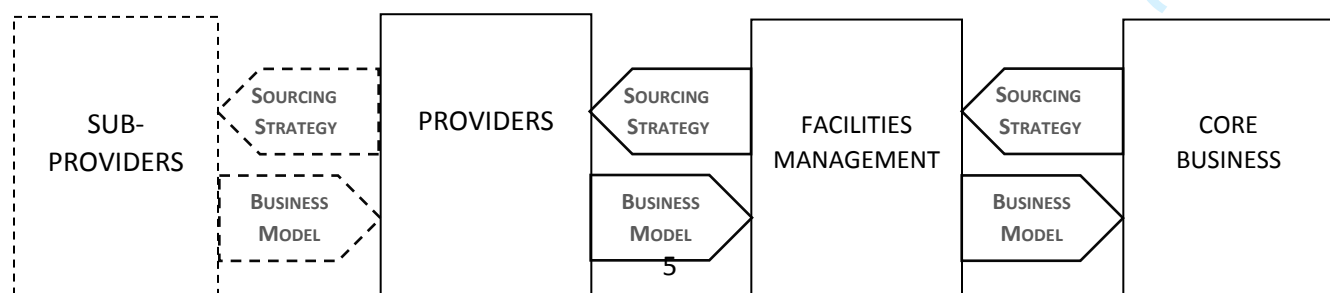 SUB-
PROVIDERS
SOURCING
STRATEGY
BUSINESS
MODEL
PROVIDERS
SOURCING
STRATEGY
BUSINESS
MODEL
5
FACILITIES
MANAGEMENT
SOURCING
STRATEGY
BUSINESS
MODEL
CORE
BUSINESS